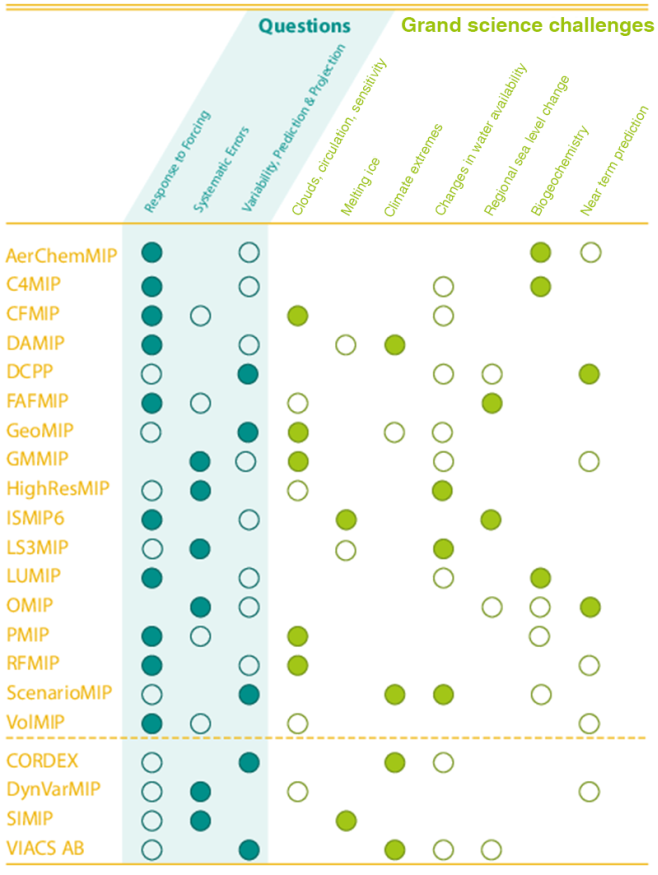 Questions
Grand science challenges
Response to Forcing
Systematic Errors
Variability, Prediction & Projection
Clouds, circulation, sensitivity
Melting ice
Climate extremes
Changes in water availability
Regional sea level change
Biogeochemistry
Near term prediction
AerChemMIP
C4MIP
CFMIP
DAMIP
DCPP
FAFMIP
GeoMIP
GMMIP
HighResMIP
ISMIP6
LS3MIP
LUMIP
OMIP
PMIP
RFMIP
ScenarioMIP
VolMIP
CORDEX
DynVarMIP
SIMIP
VIACS AB